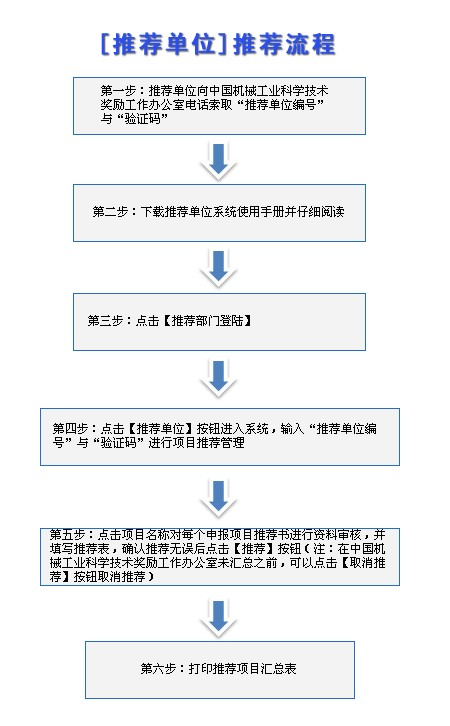 [推荐单位]推荐流程
第一步：推荐单位向中国机械工业科学技术
奖励工作办公室电话索取“推荐单位编号”
与“验证码”
第二步：下载推荐单位系统使用手册并仔细阅读
第三步：点击【推荐部门登陆】
第四步：点击【推荐单位】按钮进入系统，输入“推荐单位编
号”与“验证码”进行项目推荐管理
第五步：点击项目名称对每个申报项目推荐书进行资料审核，并
填写推荐表，确认推荐无误后点击【推荐】按钮（注：在中国机
械工业科学技术奖励工作办公室未汇总之前，可以点击【取消推
荐】按钮取消推荐）
第六步：打印推荐项目汇总表